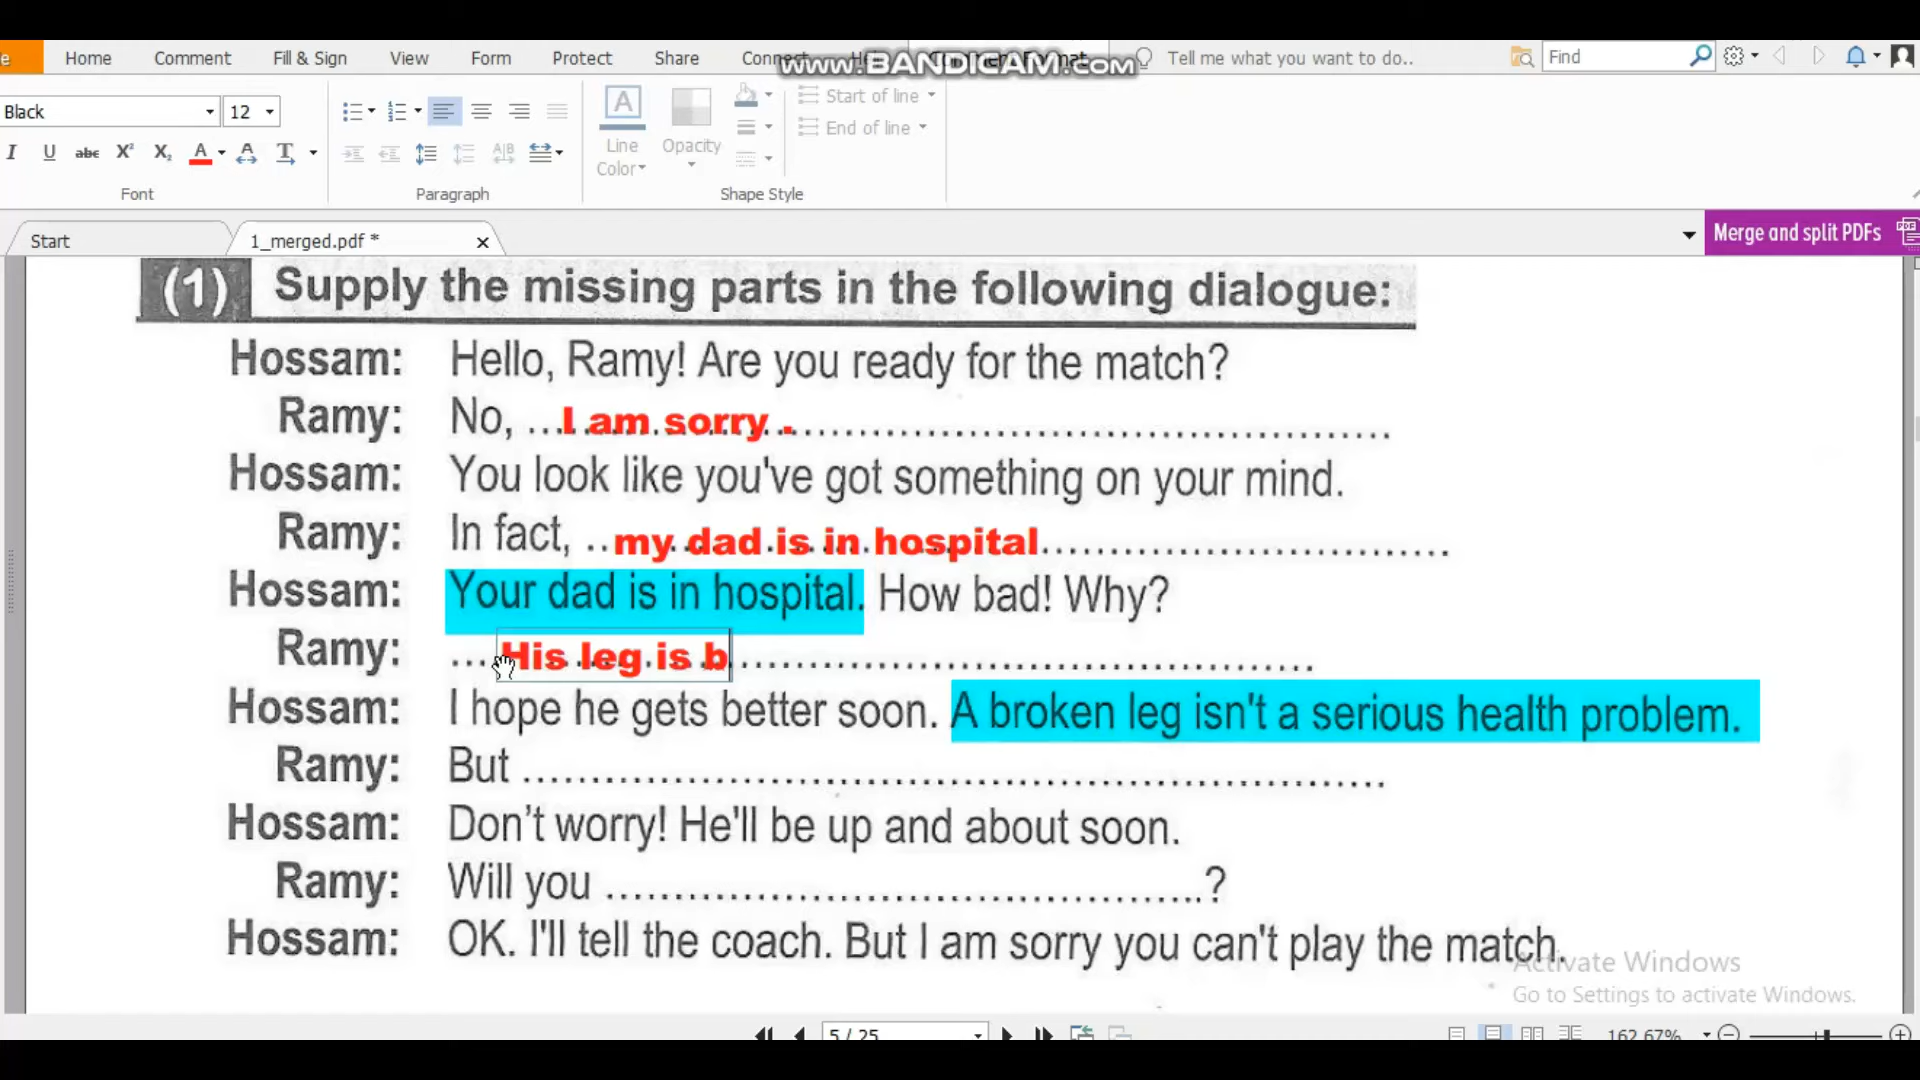 Home Comment Fill & Sign View Form Protect Share Connect Tell me what you want to do..
www.BANDICAM.com
Find
Black 12
Start of line
End of line
Line Color
Opacity
Font Paragraph Shape Style
Start 1_merged.pdf * Merge and split PDFs
(1) Supply the missing parts in the following dialogue:
Hossam: Hello, Ramy! Are you ready for the match?
Ramy: No, ...I am sorry . ........................................
Hossam: You look like you've got something on your mind.
Ramy: In fact, ..my dad is in hospital..............................
Hossam: Your dad is in hospital. How bad! Why?
Ramy: ...His leg is b..........................................
Hossam: I hope he gets better soon. A broken leg isn't a serious health problem.
Ramy: But ............................................................
Hossam: Don't worry! He'll be up and about soon.
Ramy: Will you ..........................................?
Hossam: OK. I'll tell the coach. But I am sorry you can't play the match.
Activate Windows
Go to Settings to activate Windows.
5 / 25 162.67%